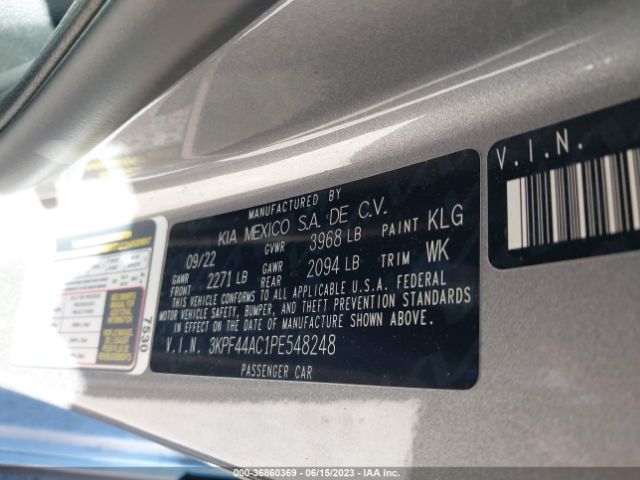 MANUFACTURED BY
KIA MEXICO S.A. DE C.V.
09/22 GVWR 3968 LB PAINT KLG
GAWR FRONT 2271 LB GAWR REAR 2094 LB TRIM WK
THIS VEHICLE CONFORMS TO ALL APPLICABLE U.S.A. FEDERAL
MOTOR VEHICLE SAFETY, BUMPER, AND THEFT PREVENTION STANDARDS
IN EFFECT ON THE DATE OF MANUFACTURE SHOWN ABOVE.
V.I.N. 3KPF44AC1PE548248
PASSENGER CAR
V.I.N.
7530
000-36860369 - 06/15/2023 - IAA Inc.